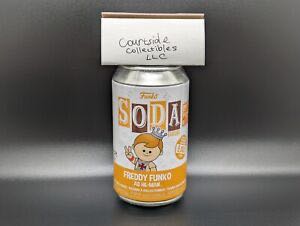 Courtside
Collectibles
LLC
Funko
SODA
FREDDY FUNKO
AS HE-MAN